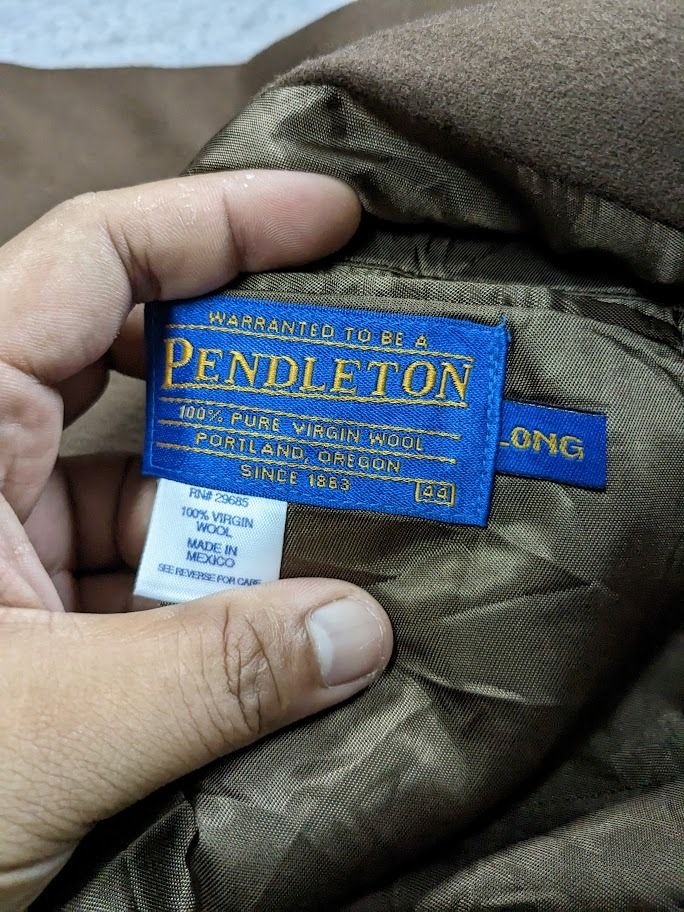 WARRANTED TO BE A
PENDLETON
100% PURE VIRGIN WOOL
PORTLAND, OREGON
SINCE 1863
44
LONG
RN# 29685
100% VIRGIN
WOOL
MADE IN
MEXICO
SEE REVERSE FOR CARE